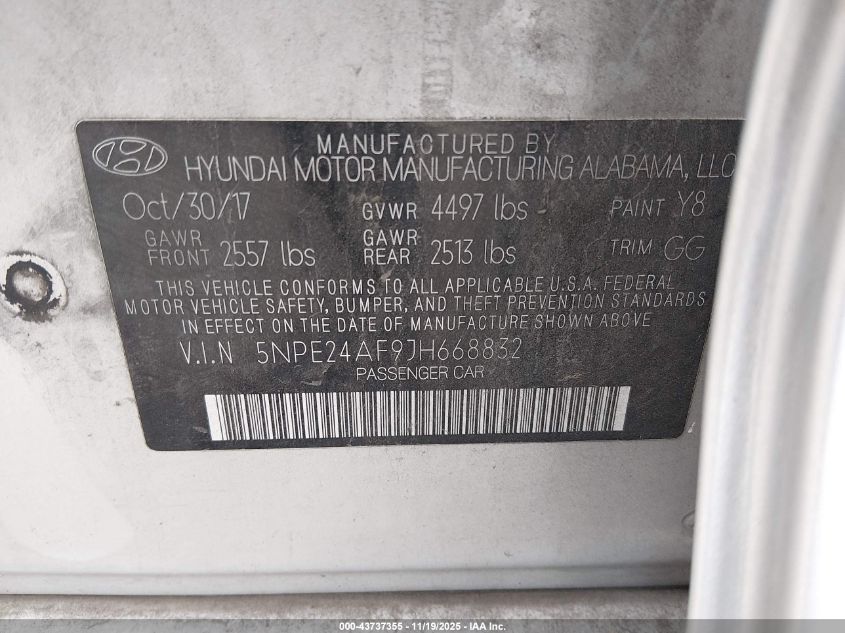 MANUFACTURED BY
HYUNDAI MOTOR MANUFACTURING ALABAMA, LLC
Oct/30/17 GVWR 4497 lbs PAINT Y8
GAWR FRONT 2557 lbs GAWR REAR 2513 lbs TRIM GG
THIS VEHICLE CONFORMS TO ALL APPLICABLE U.S.A. FEDERAL
MOTOR VEHICLE SAFETY, BUMPER, AND THEFT PREVENTION STANDARDS
IN EFFECT ON THE DATE OF MANUFACTURE SHOWN ABOVE
V.I.N 5NPE24AF9JH668832
PASSENGER CAR
000-43737355 - 11/19/2025 - IAA Inc.